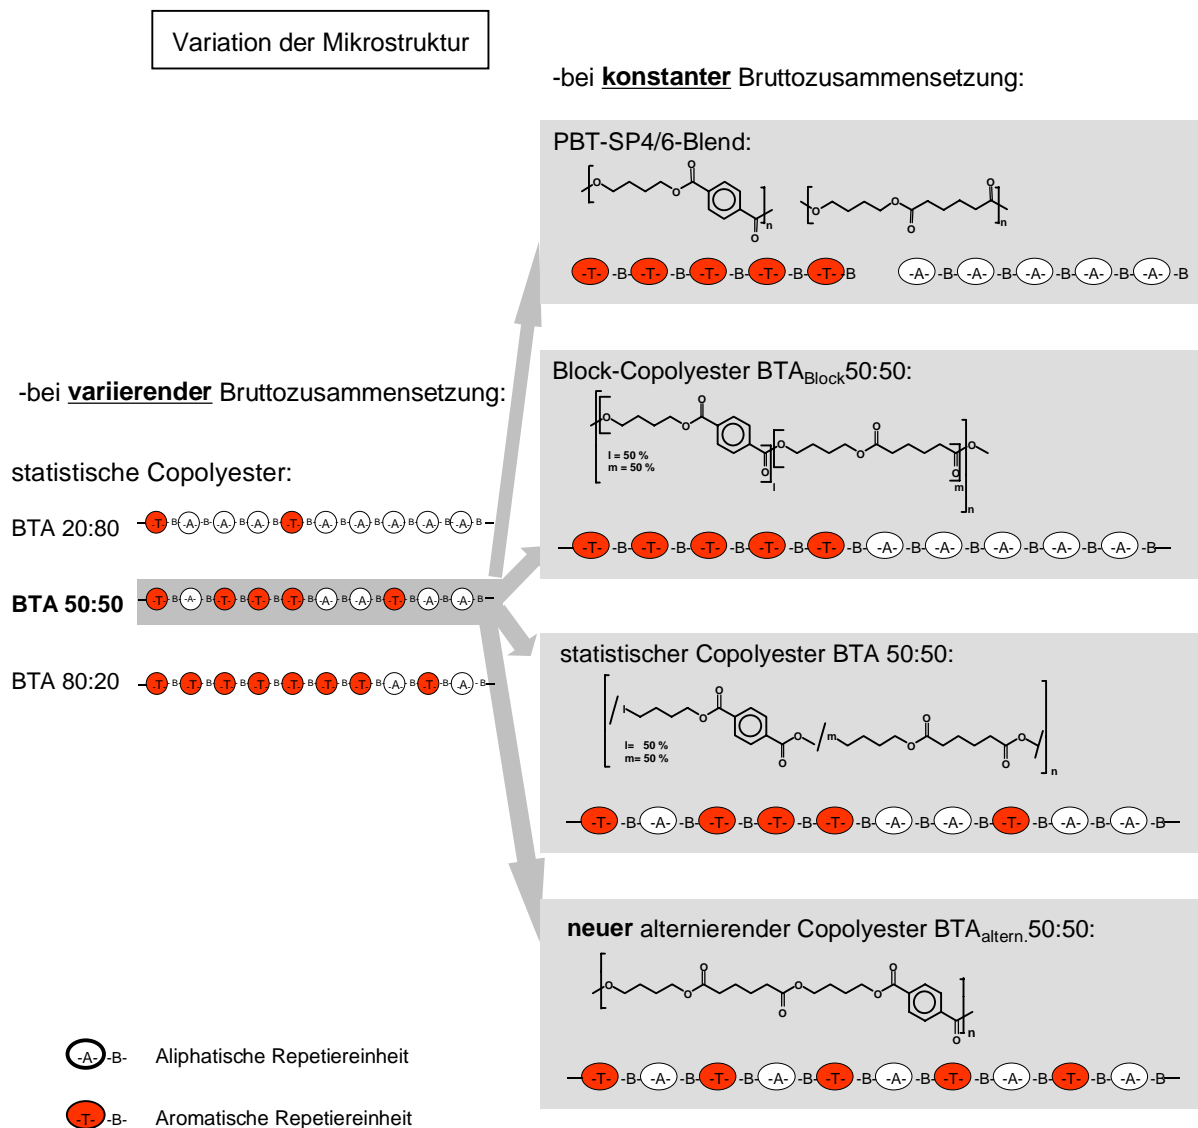 Variation der Mikrostruktur
-bei konstanter Bruttozusammensetzung:
PBT-SP4/6-Blend:
O O O O n
O O O O n
-T- -B- -T- -B- -T- -B- -T- -B- -T- -B
-A- -B- -A- -B- -A- -B- -A- -B- -A- -B
-bei variierender Bruttozusammensetzung:
statistische Copolyester:
BTA 20:80
-T- B -A- B -A- B -A- B -T- B -A- B -A- B -A- B -A- B -A- B
BTA 50:50
-T- B -A- B -T- B -T- B -T- B -A- B -A- B -T- B -A- B -A- B
BTA 80:20
-T- B -T- B -T- B -T- B -T- B -T- B -T- B -A- B -T- B -A- B
Block-Copolyester BTABlock50:50:
O O O O O O O O O
l = 50 %
m = 50 %
l m n
-T- -B- -T- -B- -T- -B- -T- -B- -T- -B- -A- -B- -A- -B- -A- -B- -A- -B- -A- -B
statistischer Copolyester BTA 50:50:
l O O O O m O O O O
l= 50 %
m= 50 %
n
-T- -B- -A- -B- -T- -B- -T- -B- -T- -B- -A- -B- -A- -B- -T- -B- -A- -B- -A- -B
neuer alternierender Copolyester BTAaltern.50:50:
O O O O O O O O n
-T- -B- -A- -B- -T- -B- -A- -B- -T- -B- -A- -B- -T- -B- -A- -B- -T- -B- -A- -B
-A- -B- Aliphatische Repetiereinheit
-T- -B- Aromatische Repetiereinheit